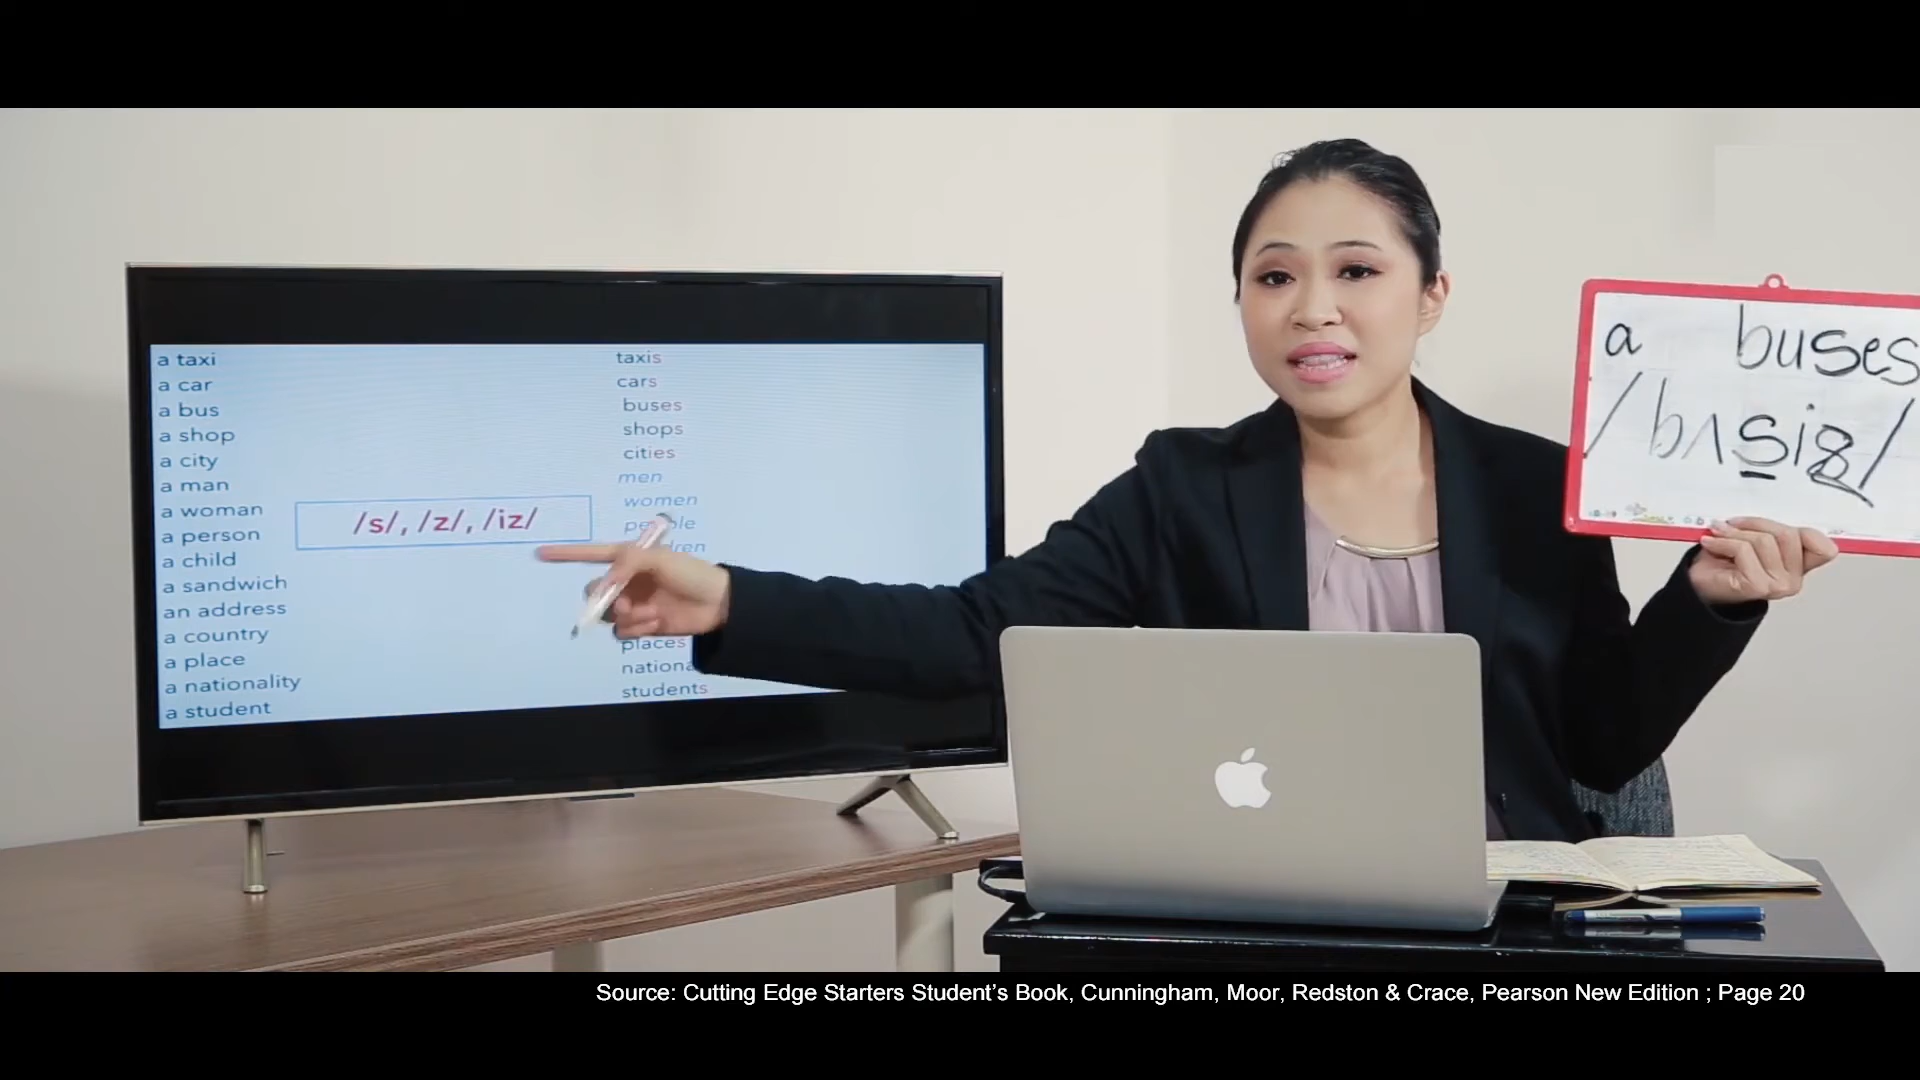 a taxi
a car
a bus
a shop
a city
a man
a woman
a person
a child
a sandwich
an address
a country
a place
a nationality
a student
/s/, /z/, /iz/
taxis
cars
buses
shops
cities
men
women
places
students
a buses
/bʌsiz/
Source: Cutting Edge Starters Student’s Book, Cunningham, Moor, Redston & Crace, Pearson New Edition ; Page 20